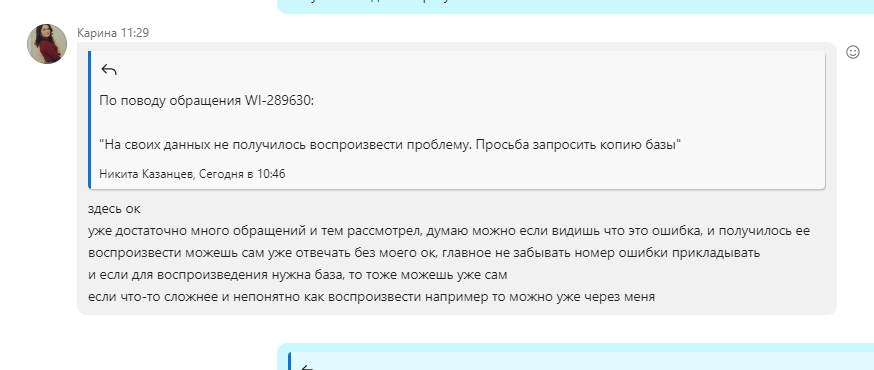 Карина 11:29
По поводу обращения WI-289630:
"На своих данных не получилось воспроизвести проблему. Просьба запросить копию базы"
Никита Казанцев, Сегодня в 10:46
здесь ок
уже достаточно много обращений и тем рассмотрел, думаю можно если видишь что это ошибка, и получилось ее
воспроизвести можешь сам уже отвечать без моего ок, главное не забывать номер ошибки прикладывать
и если для воспроизведения нужна база, то тоже можешь уже сам
если что-то сложнее и непонятно как воспроизвести например то можно уже через меня